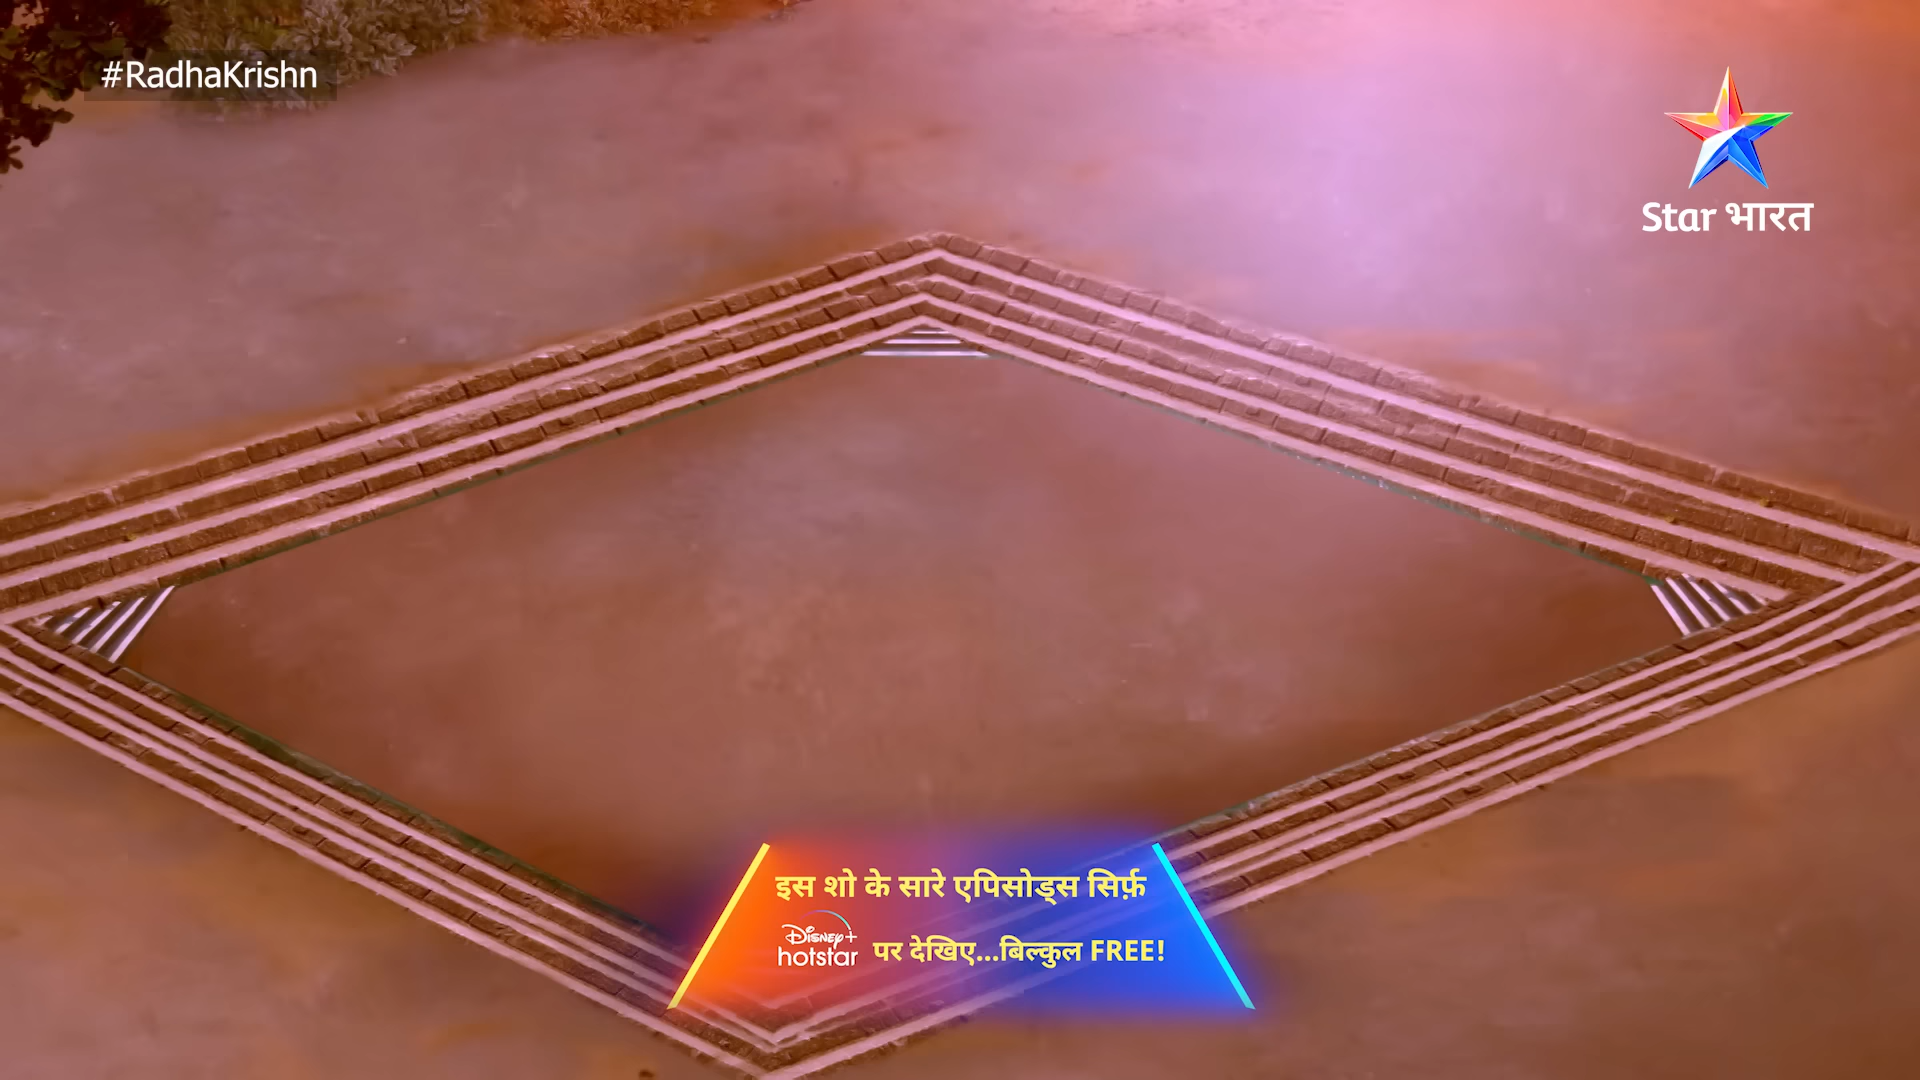 #RadhaKrishn
Star भारत
इस शो के सारे एपिसोड्स सिर्फ़
Disney+ hotstar पर देखिए...बिल्कुल FREE!